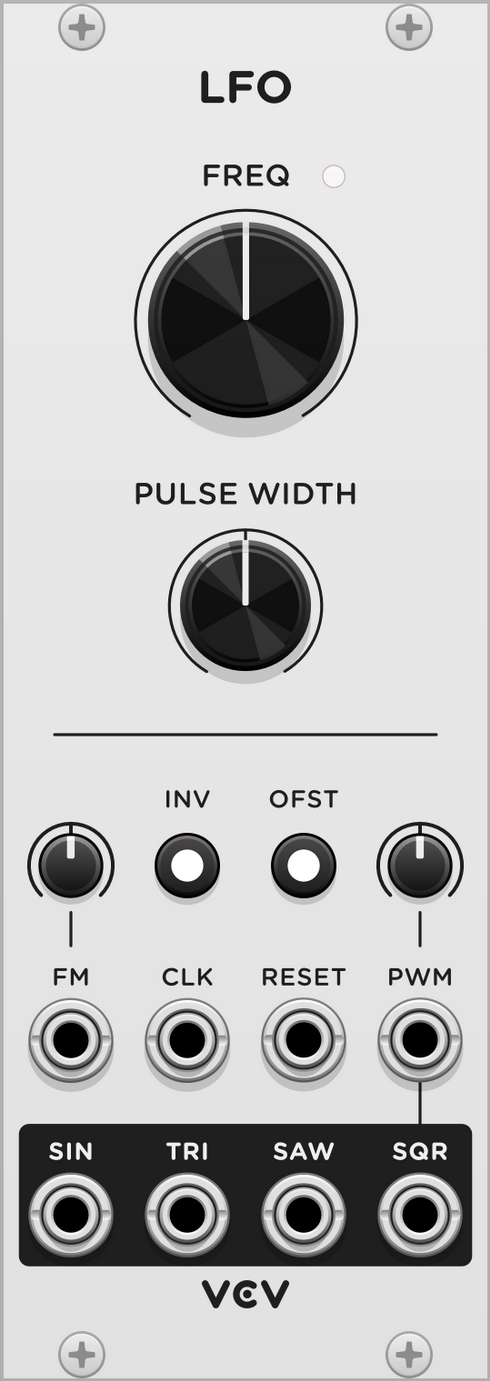 LFO
FREQ
PULSE WIDTH
INV OFST
FM CLK RESET PWM
SIN TRI SAW SQR
VCV